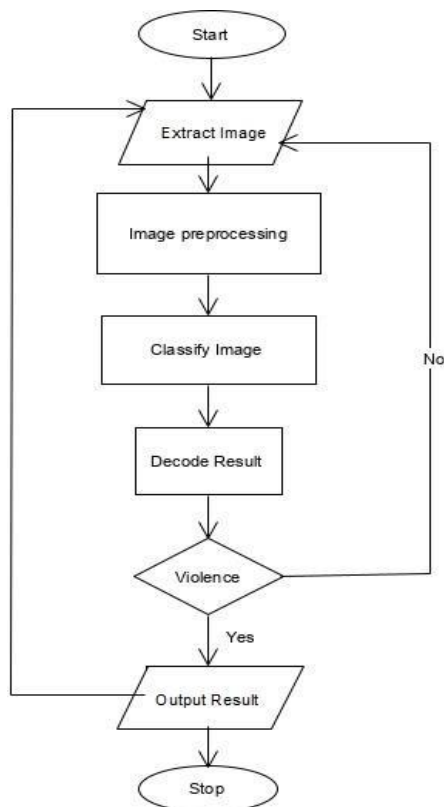 Start
Extract Image
Image preprocessing
Classify Image
No
Decode Result
Violence
Yes
Output Result
Stop